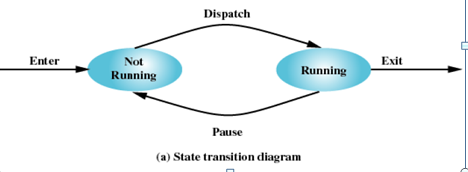 Dispatch
Enter
Not
Running
Running
Exit
Pause
(a) State transition diagram